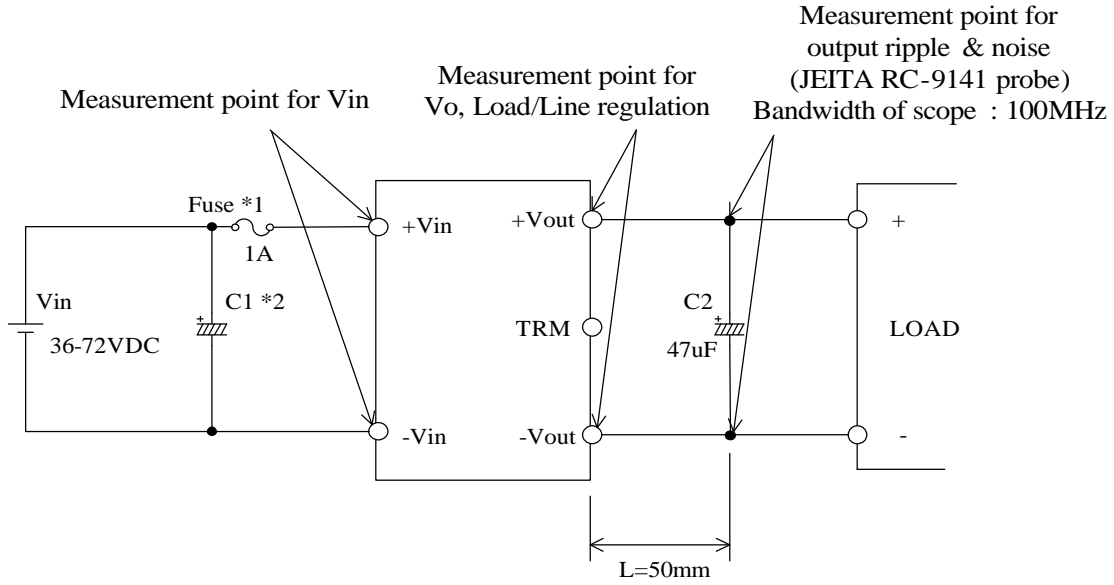 Measurement point for
output ripple & noise
(JEITA RC-9141 probe)
Bandwidth of scope : 100MHz
Measurement point for
Vo, Load/Line regulation
Measurement point for Vin
Fuse *1
1A
+Vin
+Vout
+
Vin
36-72VDC
C1 *2
+
TRM
C2
+
47uF
LOAD
-Vin
-Vout
-
L=50mm